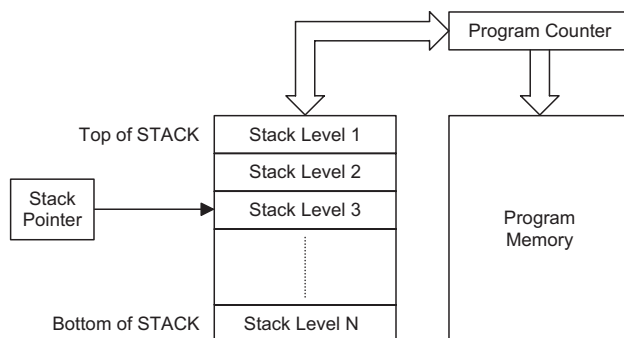 Program Counter
Top of STACK
Stack Level 1
Stack Level 2
Stack
Pointer
Stack Level 3
Program
Memory
Bottom of STACK
Stack Level N